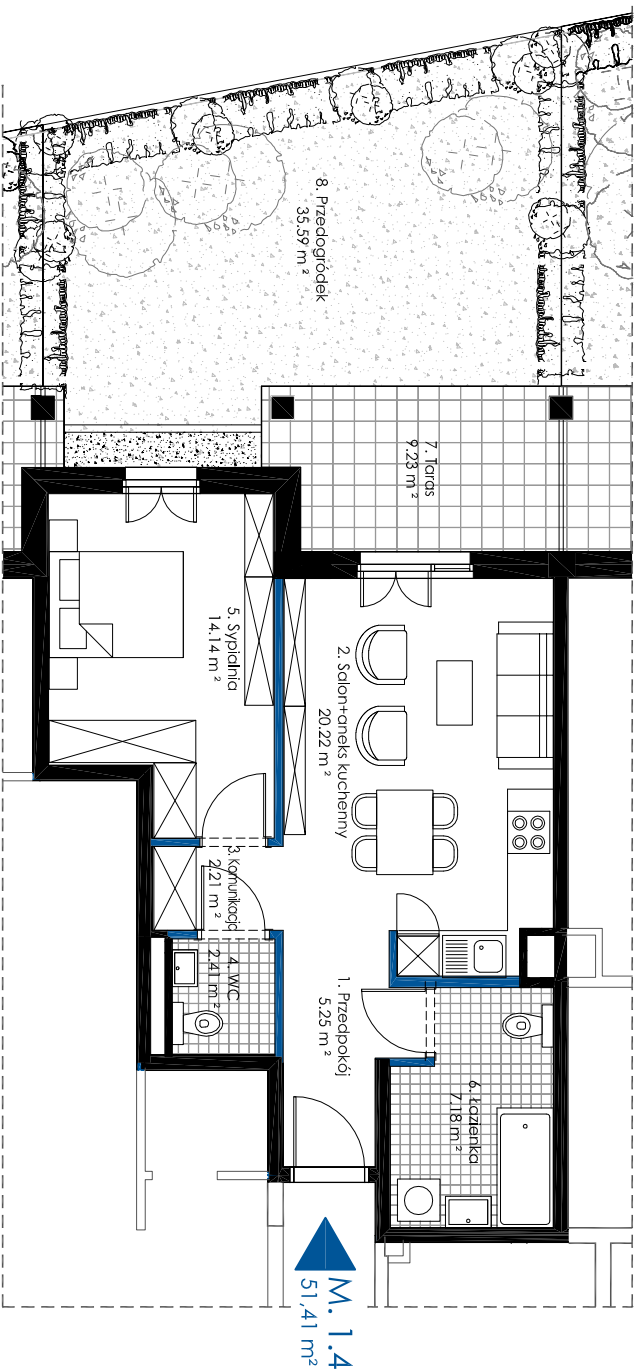 8. Przedogródek
35.59 m²
7. Taras
9.23 m²
5. Sypialnia
14.14 m²
2. Salon+aneks kuchenny
20.22 m²
3. Komunikacja
2.21 m²
4. WC
2.41 m²
1. Przedpokój
5.25 m²
6. Łazienka
7.18 m²
M. 1.4
51,41 m²